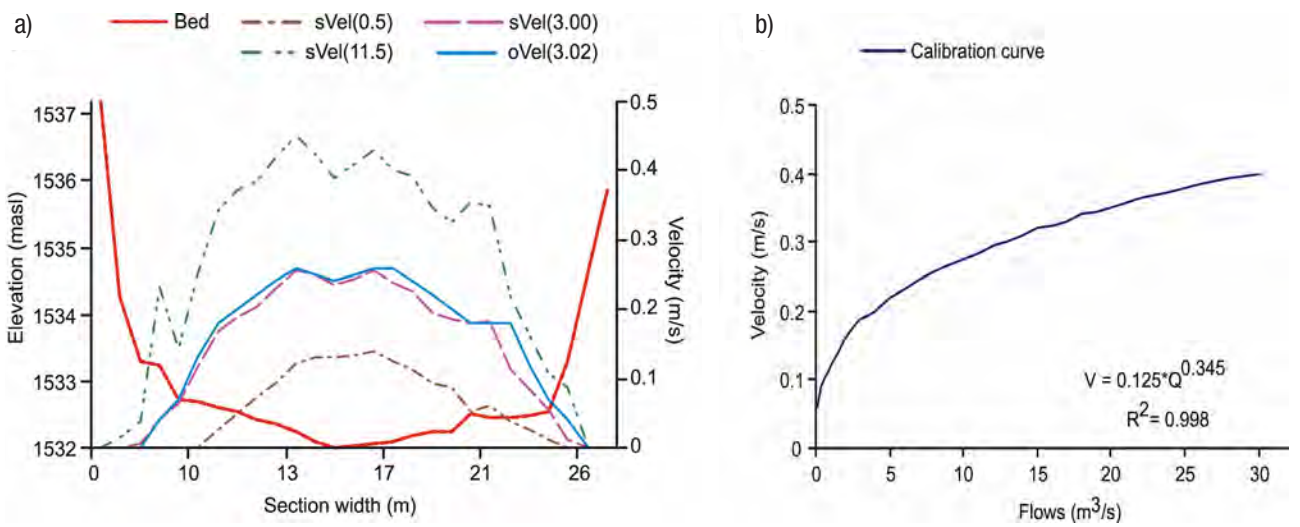 a)
Bed
sVel(0.5)
sVel(3.00)
sVel(11.5)
oVel(3.02)
1537
1536
1535
1534
1533
1532
Elevation (masl)
0.5
0.4
0.3
0.2
0.1
0
Velocity (m/s)
0 10 13 17 21 26
Section width (m)
b)
Calibration curve
0.5
0.4
0.3
0.2
0.1
0
Velocity (m/s)
V = 0.125*Q^0.345
R^2 = 0.998
0 5 10 15 20 25 30
Flows (m^3/s)